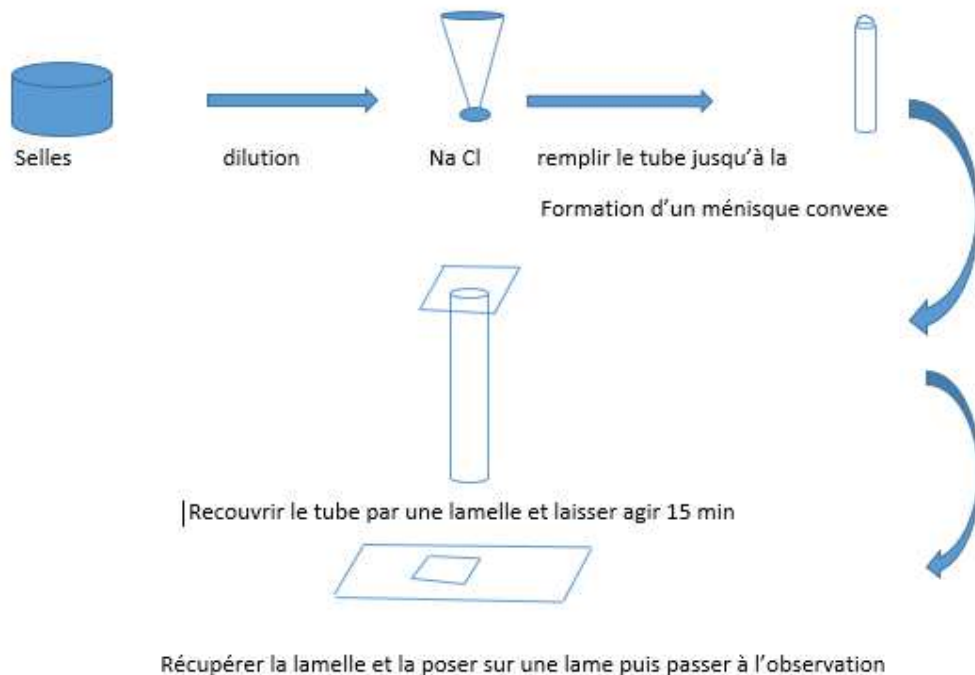 Selles dilution Na Cl remplir le tube jusqu'à la
Formation d'un ménisque convexe
Recouvrir le tube par une lamelle et laisser agir 15 min
Récupérer la lamelle et la poser sur une lame puis passer à l'observation